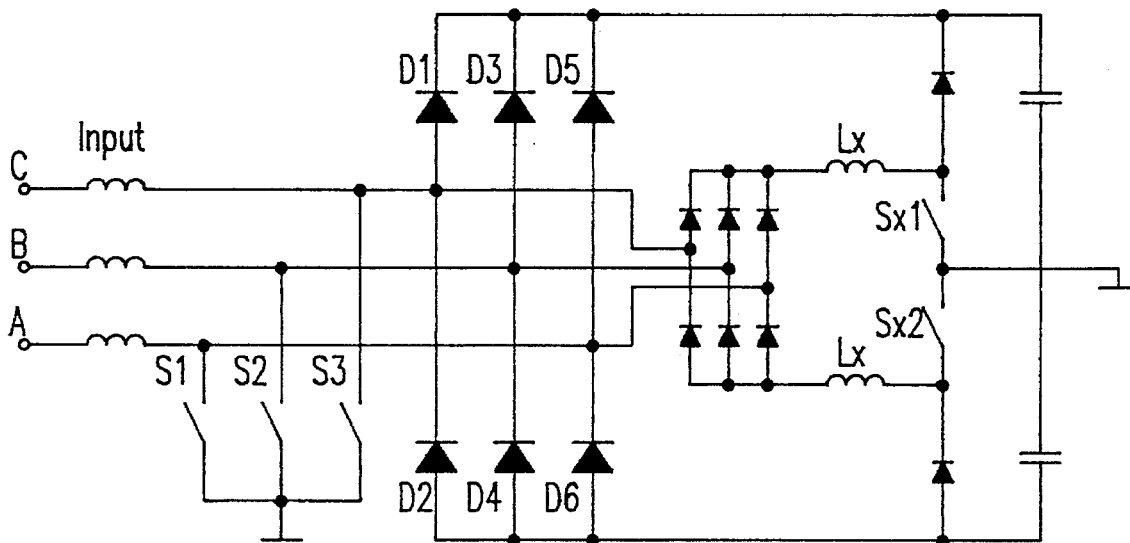 D1 D3 D5
Input
C
Lx
Sx1
B
A
Sx2
S1 S2 S3
Lx
D2 D4 D6